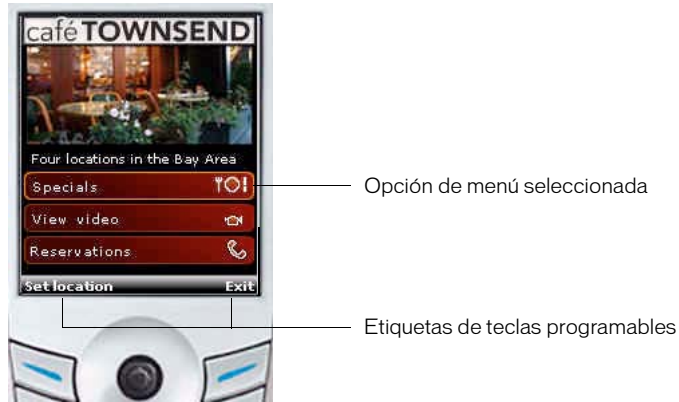 café TOWNSEND
Four locations in the Bay Area
Specials
Opción de menú seleccionada
View video
Reservations
Set location Exit
Etiquetas de teclas programables